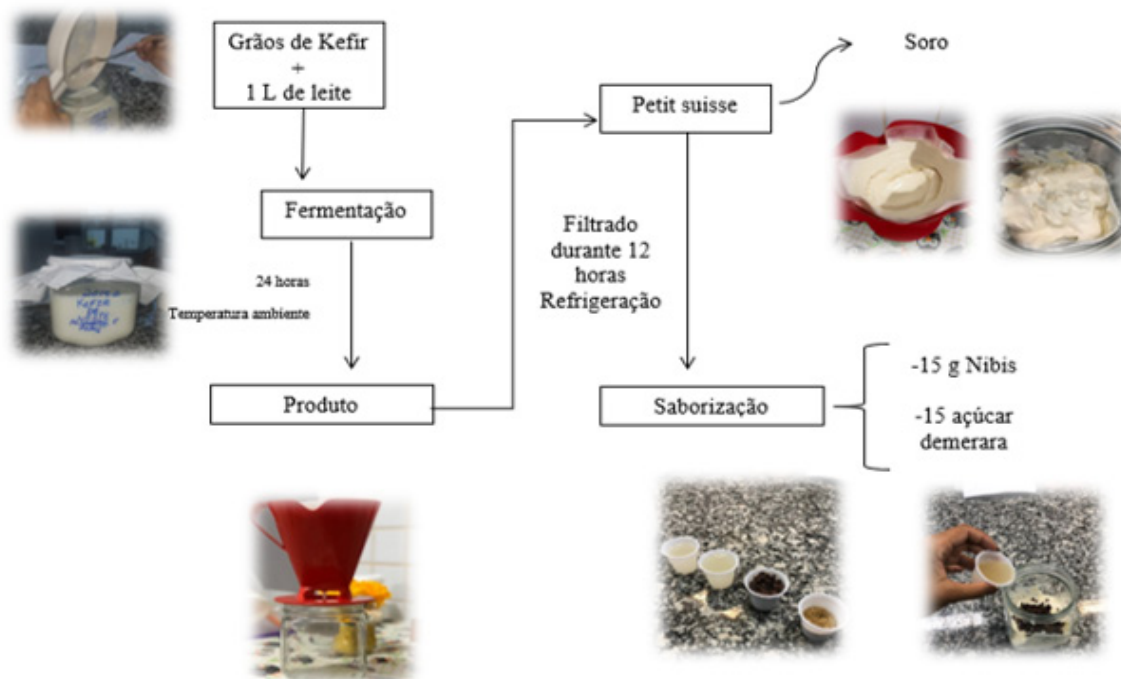 Grãos de Kefir
+
1 L de leite
Fermentação
24 horas
Temperatura ambiente
Produto
Petit suisse
Soro
Filtrado
durante 12
horas
Refrigeração
Saborização
-15 g Nibis
-15 açúcar
demerara